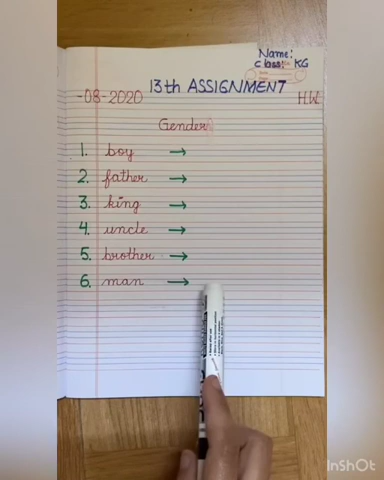 Name:
Class: KG
13th ASSIGNMENT
-08-2020
HW
Gender
1. boy →
2. father →
3. king →
4. uncle →
5. brother →
6. man →
InShOt